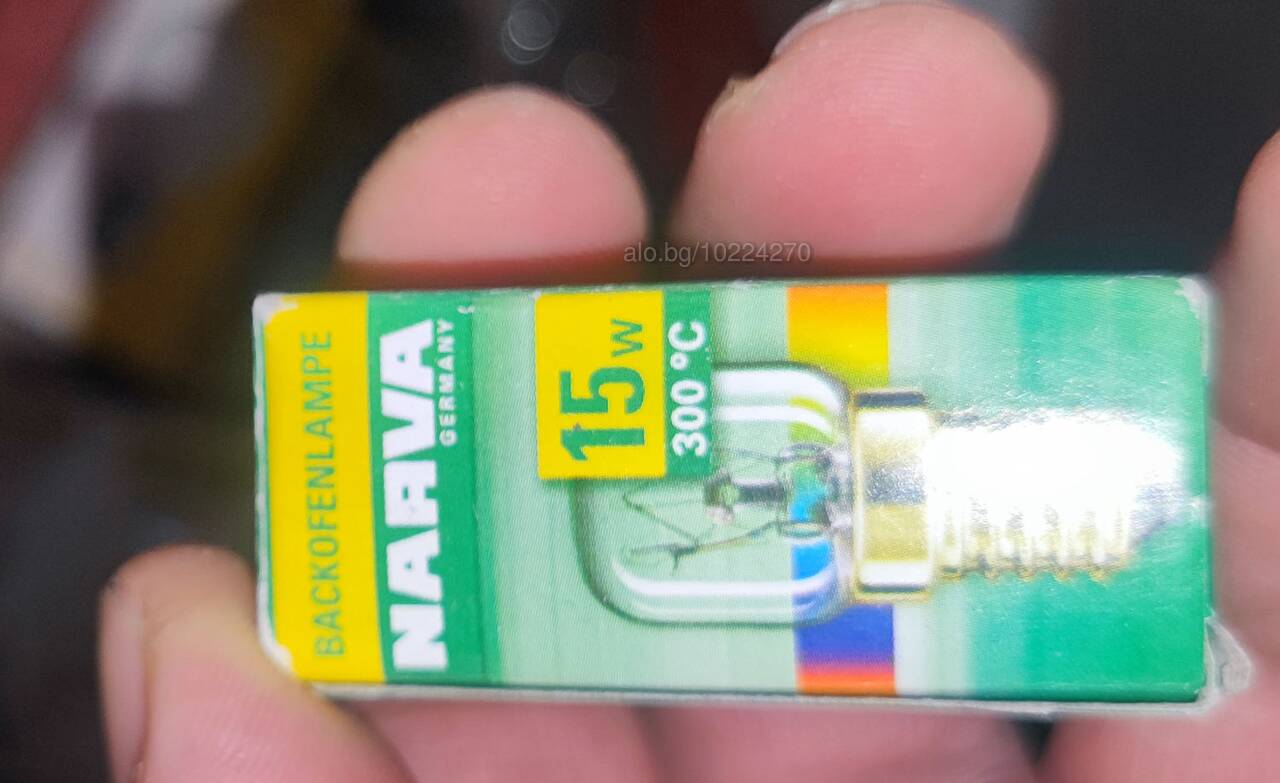 BACKOFENLAMPE
NARVA
GERMANY
15W
300°C
alo.bg/10224270